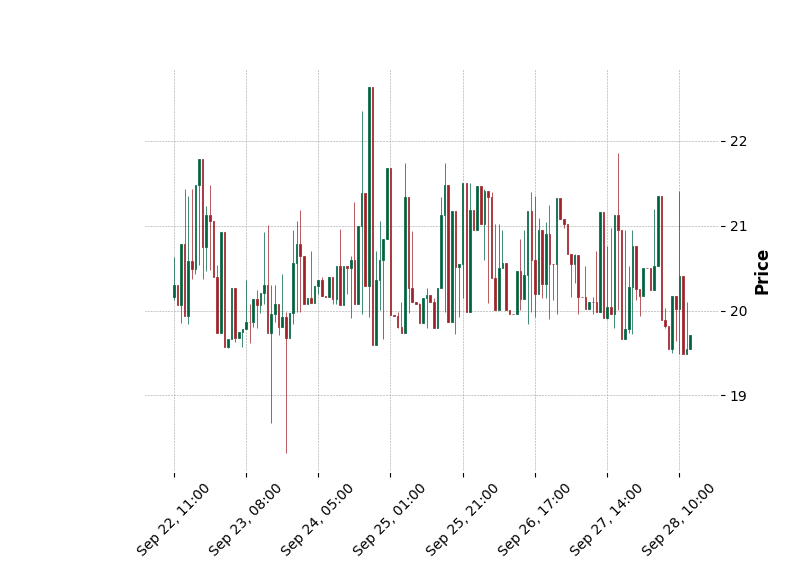 22
21
20
19
Price
Sep 22, 11:00
Sep 23, 08:00
Sep 24, 05:00
Sep 25, 01:00
Sep 25, 21:00
Sep 26, 17:00
Sep 27, 14:00
Sep 28, 10:00